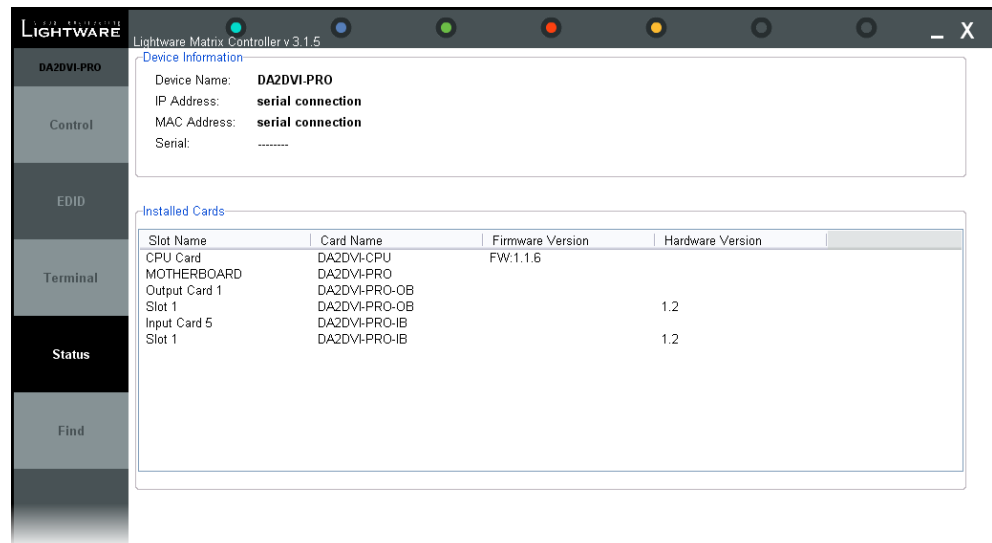 LIGHTWARE
Lightware Matrix Controller v 3.1.5
_ X
DA2DVI-PRO
Control
EDID
Terminal
Status
Find
Device Information
Device Name: DA2DVI-PRO
IP Address: serial connection
MAC Address: serial connection
Serial: --------
Installed Cards
Slot Name Card Name Firmware Version Hardware Version
CPU Card DA2DVI-CPU FW:1.1.6
MOTHERBOARD DA2DVI-PRO
Output Card 1 DA2DVI-PRO-OB
Slot 1 DA2DVI-PRO-OB 1.2
Input Card 5 DA2DVI-PRO-IB
Slot 1 DA2DVI-PRO-IB 1.2